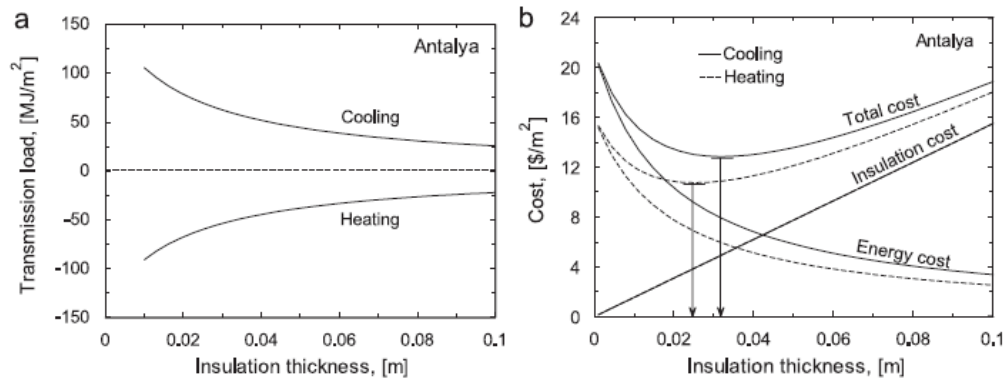 a
150
100
50
0
-50
-100
-150
Transmission load, [MJ/m²]
Antalya
Cooling
Heating
0
0.02
0.04
0.06
0.08
0.1
Insulation thickness, [m]
b
24
20
16
12
8
4
0
Cost, [$/m²]
Cooling
Heating
Antalya
Total cost
Insulation cost
Energy cost
0
0.02
0.04
0.06
0.08
0.1
Insulation thickness, [m]